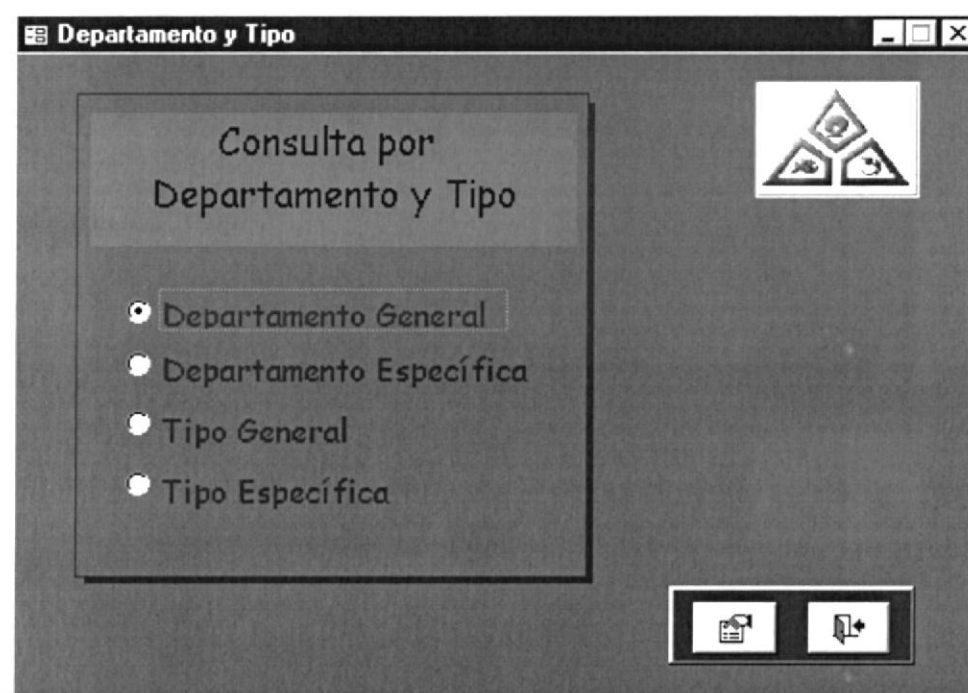 Departamento y Tipo
Consulta por
Departamento y Tipo
Departamento General
Departamento Específica
Tipo General
Tipo Específica